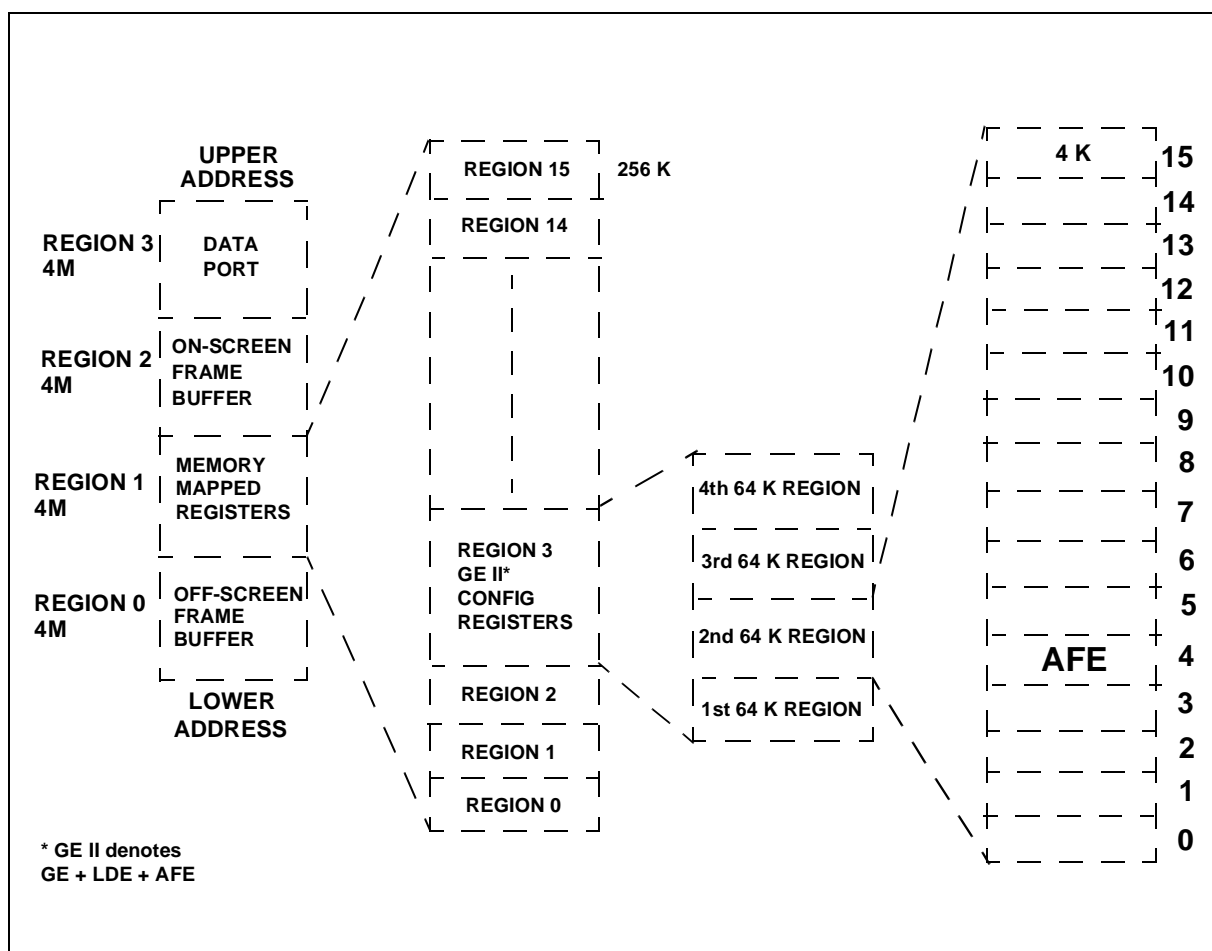 UPPER
ADDRESS
REGION 3
4M
DATA
PORT
REGION 2
4M
ON-SCREEN
FRAME
BUFFER
REGION 1
4M
MEMORY
MAPPED
REGISTERS
REGION 0
4M
OFF-SCREEN
FRAME
BUFFER
LOWER
ADDRESS
* GE II denotes
GE + LDE + AFE
REGION 15
256 K
REGION 14
REGION 3
GE II*
CONFIG
REGISTERS
REGION 2
REGION 1
REGION 0
4th 64 K REGION
3rd 64 K REGION
2nd 64 K REGION
1st 64 K REGION
4 K
15
14
13
12
11
10
9
8
7
6
5
AFE
4
3
2
1
0